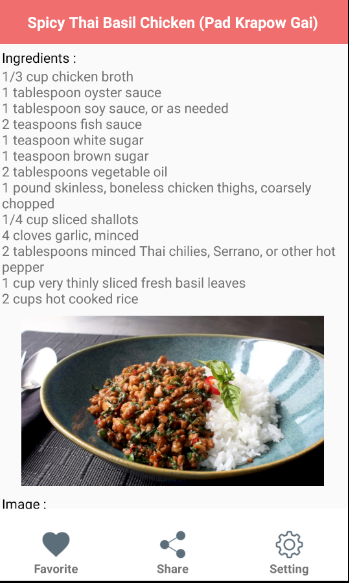 Spicy Thai Basil Chicken (Pad Krapow Gai)
Ingredients :
1/3 cup chicken broth
1 tablespoon oyster sauce
1 tablespoon soy sauce, or as needed
2 teaspoons fish sauce
1 teaspoon white sugar
1 teaspoon brown sugar
2 tablespoons vegetable oil
1 pound skinless, boneless chicken thighs, coarsely
chopped
1/4 cup sliced shallots
4 cloves garlic, minced
2 tablespoons minced Thai chilies, Serrano, or other hot
pepper
1 cup very thinly sliced fresh basil leaves
2 cups hot cooked rice
Image :
Favorite
Share
Setting